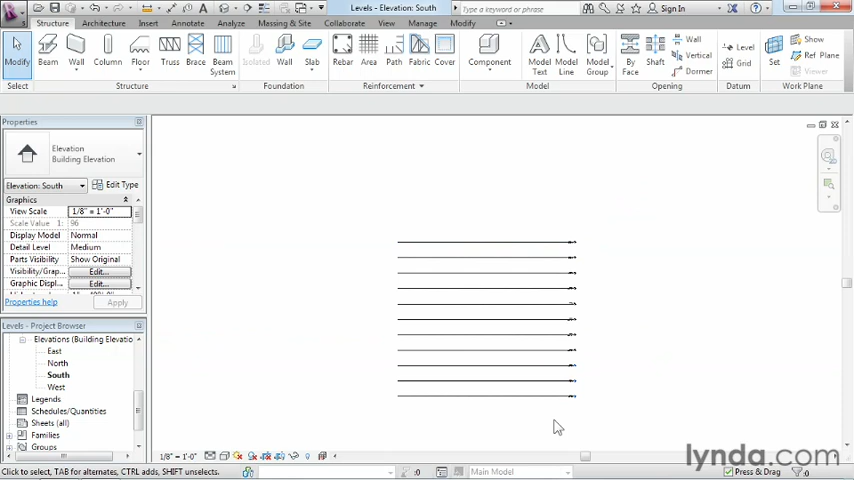 Levels - Elevation: South
Type a keyword or phrase
Sign In
Structure Architecture Insert Annotate Analyze Massing & Site Collaborate View Manage Modify
Modify Beam Wall Column Floor Truss Brace Beam System Isolated Wall Slab Rebar Area Path Fabric Cover Component Model Text Model Line Model Group By Face Shaft Wall Vertical Dormer Level Grid Set Show Ref Plane Viewer
Select Structure Foundation Reinforcement Model Opening Datum Work Plane
Properties
Elevation
Building Elevation
Elevation: South Edit Type
Graphics
View Scale 1/8" = 1'-0"
Scale Value 1: 96
Display Model Normal
Detail Level Medium
Parts Visibility Show Original
Visibility/Grap... Edit...
Graphic Displ... Edit...
Properties help Apply
Levels - Project Browser
Elevations (Building Elevation
East
North
South
West
Legends
Schedules/Quantities
Sheets (all)
Families
Groups
1/8" = 1'-0"
Click to select, TAB for alternates, CTRL adds, SHIFT unselects.
:0
Main Model
Press & Drag
:0
lynda.com